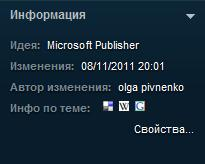 Информация
Идея: Microsoft Publisher
Изменения: 08/11/2011 20:01
Автор изменения: olga pivnenko
Инфо по теме: W G
Свойства...